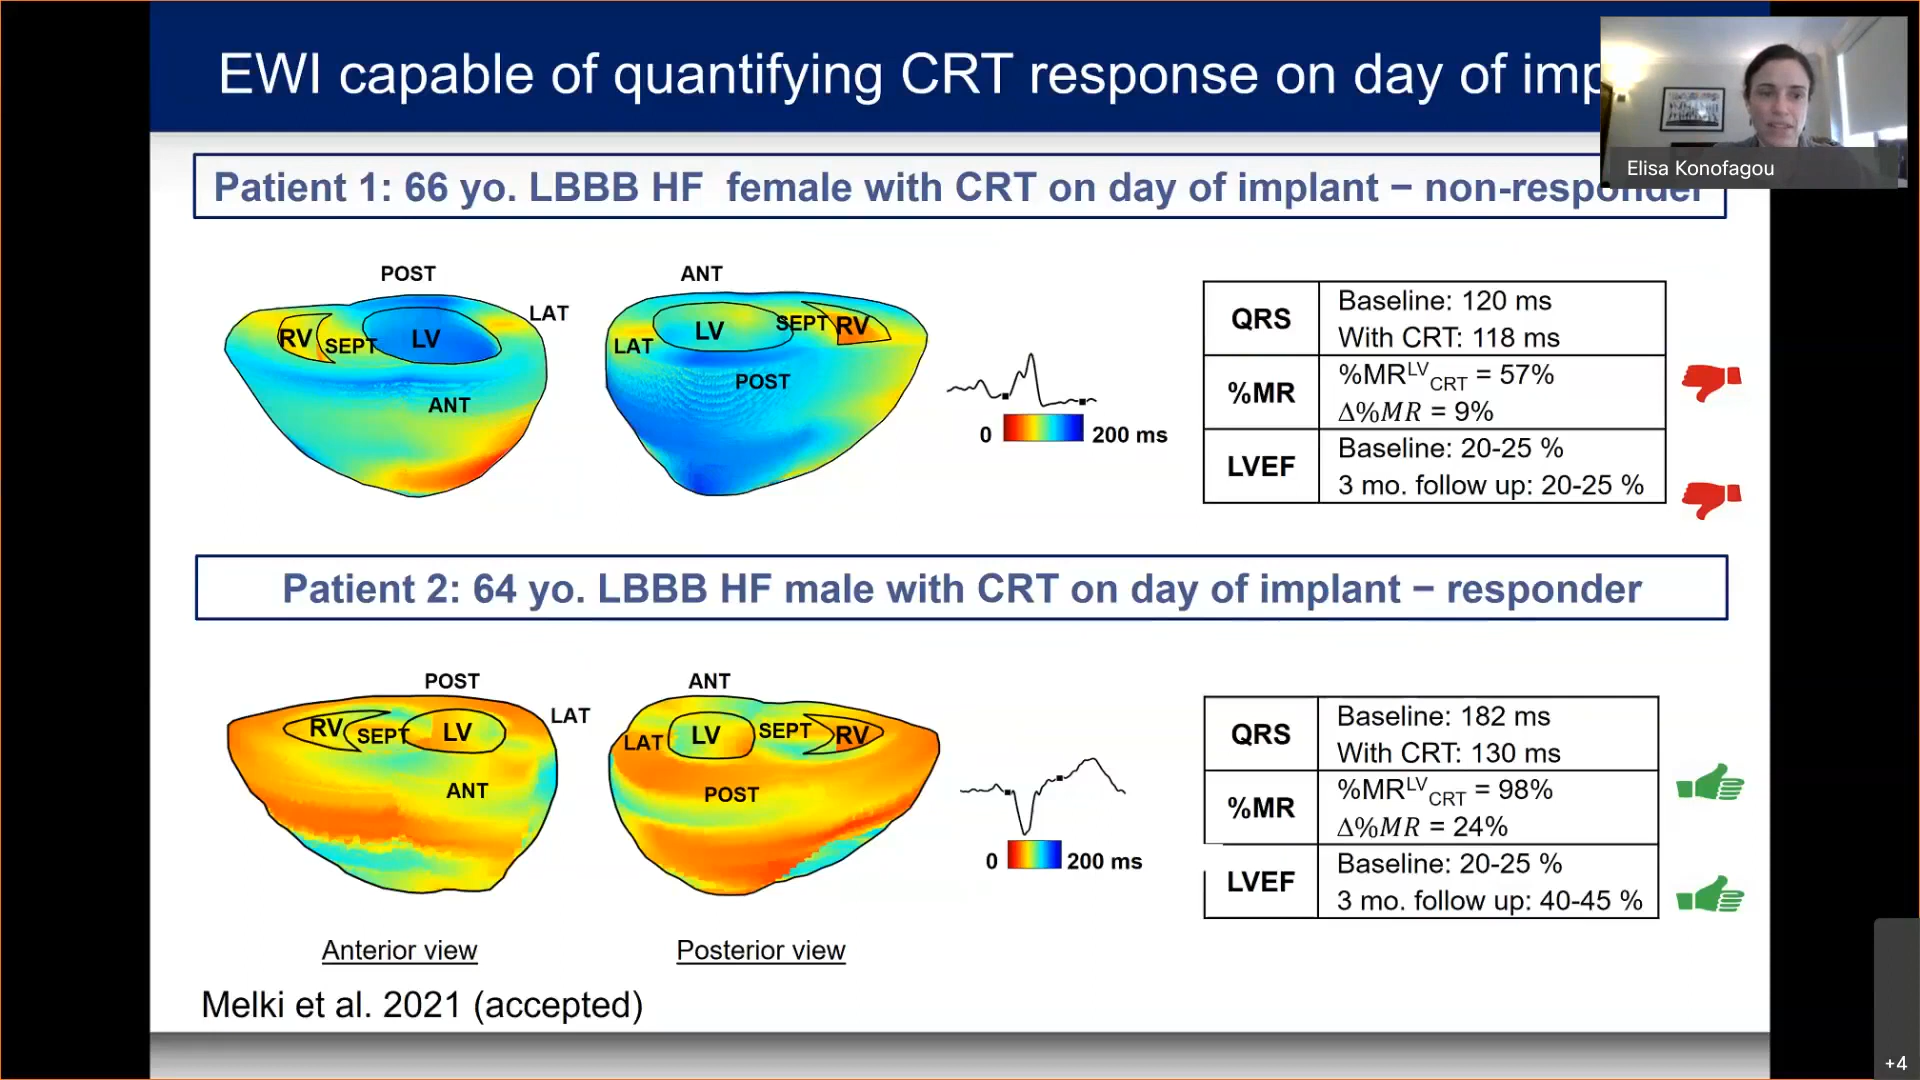 EWI capable of quantifying CRT response on day of imp
Elisa Konofagou
Patient 1: 66 yo. LBBB HF female with CRT on day of implant – non-responder
POST
LAT
RV
SEPT
LV
ANT
ANT
LV
SEPT
RV
LAT
POST
0
200 ms
QRS
Baseline: 120 ms
With CRT: 118 ms
%MR
%MR^LV_CRT = 57%
Δ%MR = 9%
LVEF
Baseline: 20-25 %
3 mo. follow up: 20-25 %
Patient 2: 64 yo. LBBB HF male with CRT on day of implant – responder
POST
LAT
RV
SEPT
LV
ANT
ANT
LAT
LV
SEPT
RV
POST
0
200 ms
QRS
Baseline: 182 ms
With CRT: 130 ms
%MR
%MR^LV_CRT = 98%
Δ%MR = 24%
LVEF
Baseline: 20-25 %
3 mo. follow up: 40-45 %
Anterior view
Posterior view
Melki et al. 2021 (accepted)
+4